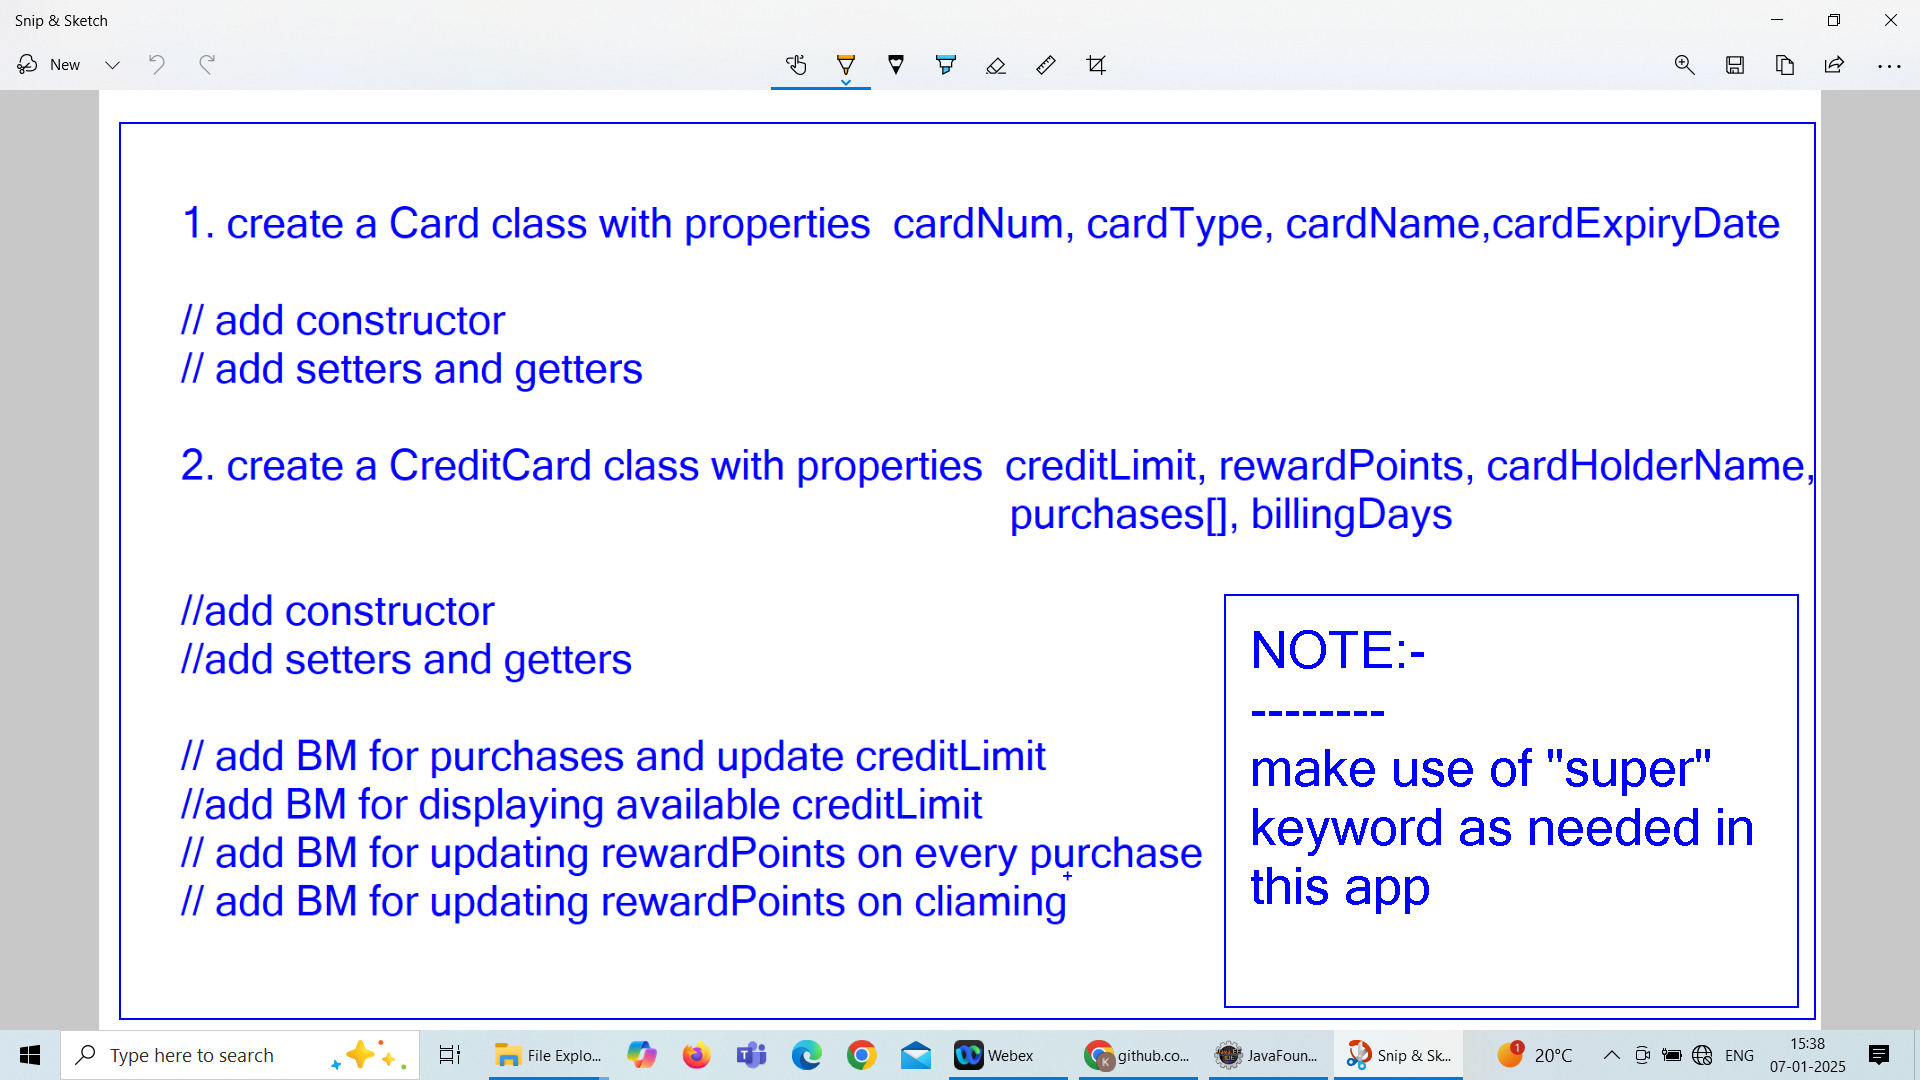 Snip & Sketch
New
1. create a Card class with properties  cardNum, cardType, cardName,cardExpiryDate
// add constructor
// add setters and getters
2. create a CreditCard class with properties  creditLimit, rewardPoints, cardHolderName,
purchases[], billingDays
//add constructor
//add setters and getters
// add BM for purchases and update creditLimit
//add BM for displaying available creditLimit
// add BM for updating rewardPoints on every purchase
// add BM for updating rewardPoints on cliaming
NOTE:-
--------
make use of "super"
keyword as needed in
this app
Type here to search
File Explo...
Webex
github.co...
JavaFoun...
Snip & Sk...
1
20°C
ENG
15:38
07-01-2025